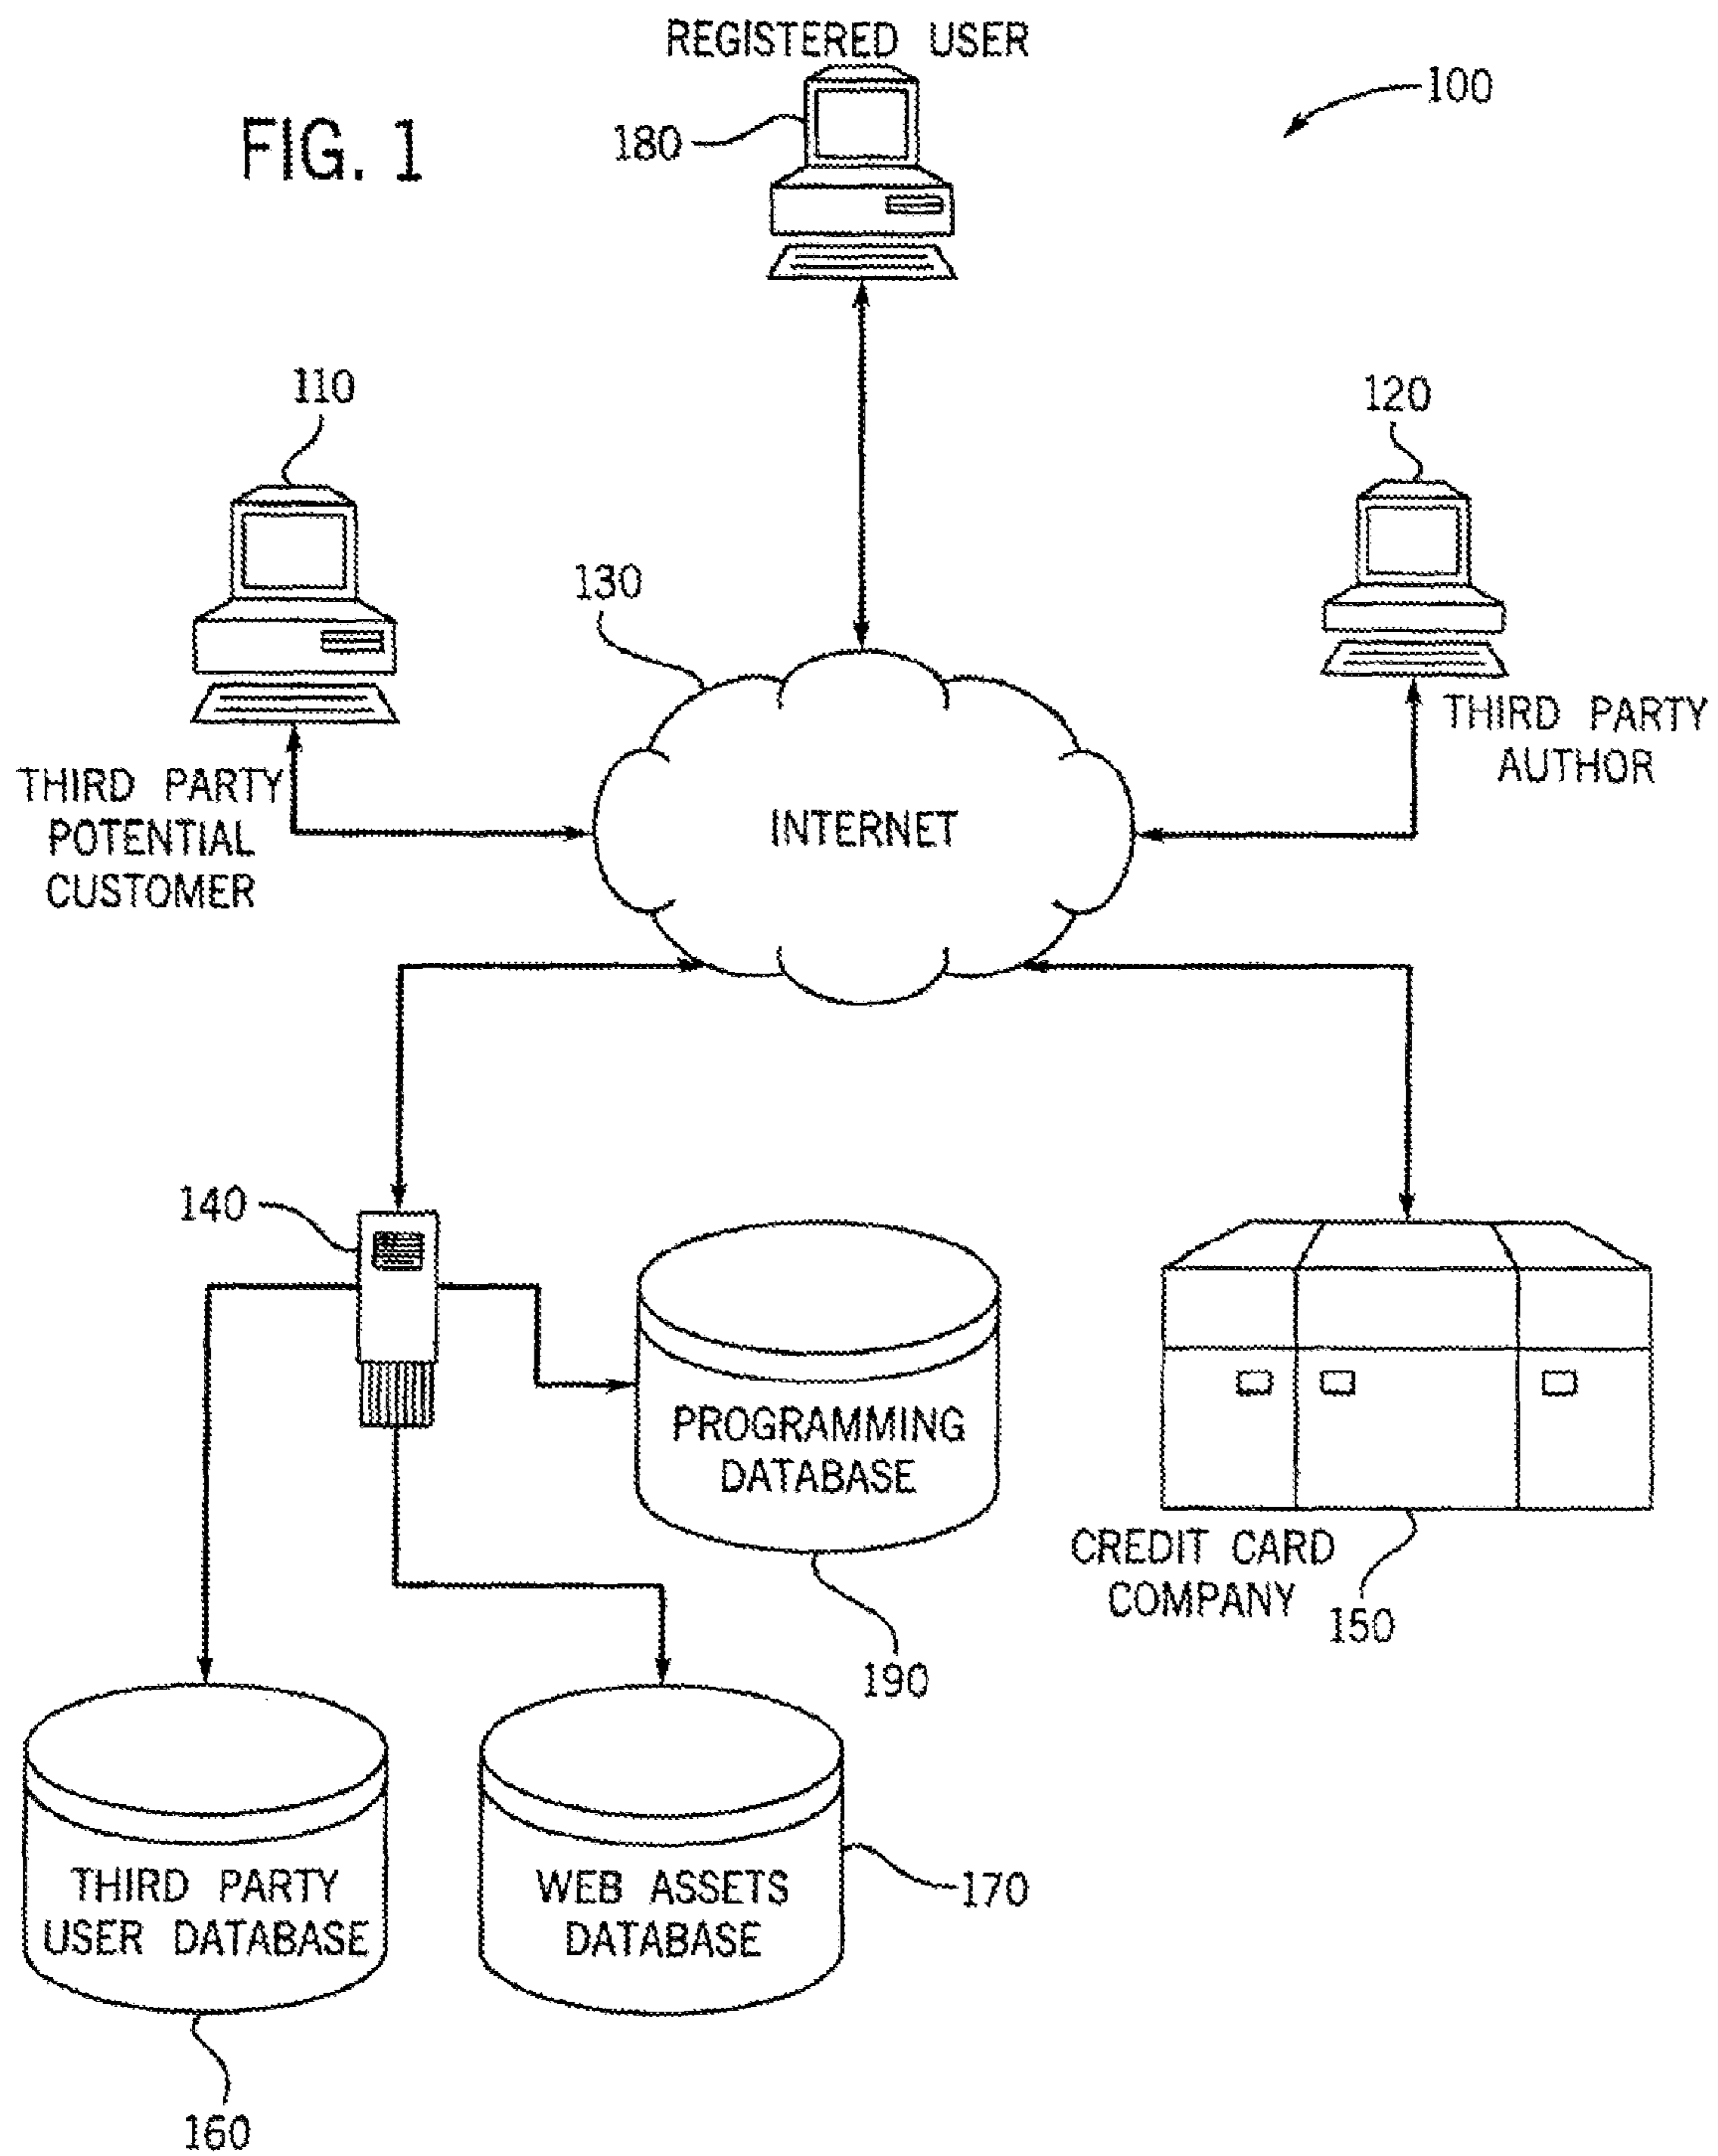 REGISTERED USER
FIG. 1
180
100
110
120
130
THIRD PARTY
AUTHOR
THIRD PARTY
POTENTIAL
CUSTOMER
INTERNET
140
PROGRAMMING
DATABASE
CREDIT CARD
COMPANY
150
190
THIRD PARTY
USER DATABASE
WEB ASSETS
DATABASE
170
160